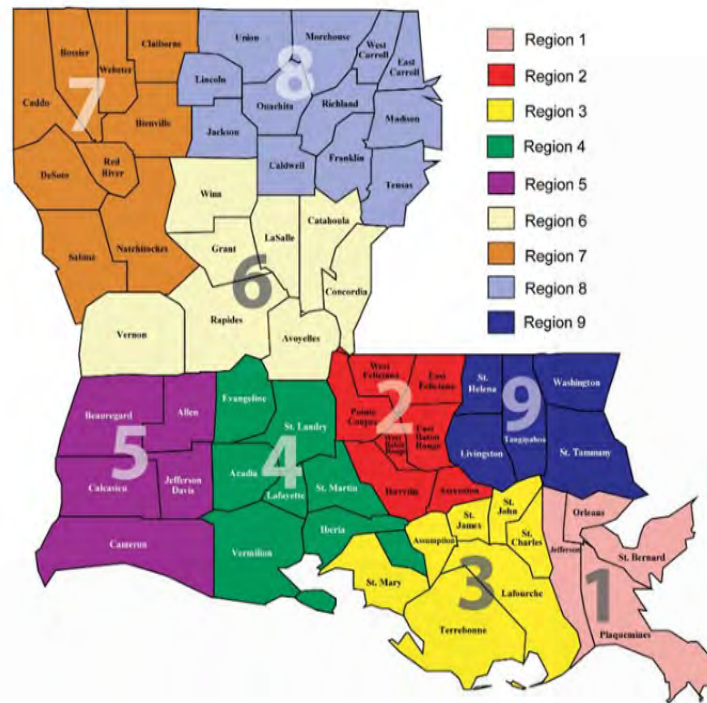 Union
Morehouse
West
Carroll
East
Carroll
Claiborne
Bossier
Webster
Lincoln
8
7
Caddo
Ouachita
Richland
Bienville
Madison
Jackson
Franklin
Caldwell
Red
River
DeSoto
Tensas
Winn
Catahoula
LaSalle
Grant
Natchitoches
Sabine
6
Concordia
Rapides
Vernon
Avoyelles
West
Feliciana
East
Feliciana
St.
Helena
Washington
Evangeline
Beauregard
Allen
2
9
Pointe
Coupee
St. Landry
West
Baton
Rouge
East Baton
Rouge
Tangipahoa
Livingston
St. Tammany
5
4
Acadia
Calcasieu
Jefferson
Davis
Lafayette
St. Martin
Iberville
Ascension
St.
John
Orleans
St.
James
Iberia
St.
Charles
Assumption
Cameron
Vermilion
Jefferson
St. Bernard
St. Mary
3
Lafourche
1
Terrebonne
Plaquemines
Region 1
Region 2
Region 3
Region 4
Region 5
Region 6
Region 7
Region 8
Region 9